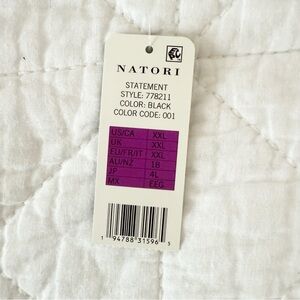 NATORI
STATEMENT
STYLE: 778211
COLOR: BLACK
COLOR CODE: 001
US/CA XXL
UK XXL
EU/FR/IT XXL
AU/NZ 18
JP 4L
MX EEG
1 94788 31596 5